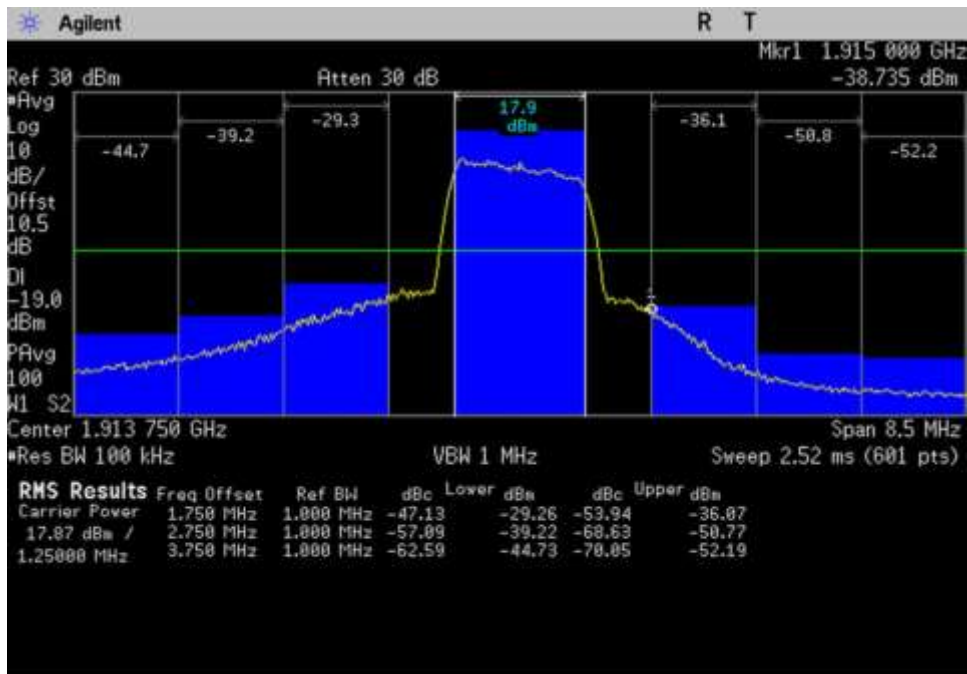 Agilent R T
Mkr1 1.915 000 GHz
Ref 30 dBm Atten 30 dB -38.735 dBm
#Avg
Log
10
dB/
Offst
10.5
dB
DI
-19.0
dBm
PAvg
100
W1 S2
-44.7 -39.2 -29.3 17.9 dBm -36.1 -50.8 -52.2
1
Center 1.913 750 GHz Span 8.5 MHz
#Res BW 100 kHz VBW 1 MHz Sweep 2.52 ms (601 pts)
RMS Results Freq Offset Ref BW dBc Lower dBm dBc Upper dBm
Carrier Power 1.750 MHz 1.000 MHz -47.13 -29.26 -53.94 -36.07
17.87 dBm / 2.750 MHz 1.000 MHz -57.09 -39.22 -68.63 -50.77
1.25000 MHz 3.750 MHz 1.000 MHz -62.59 -44.73 -70.05 -52.19